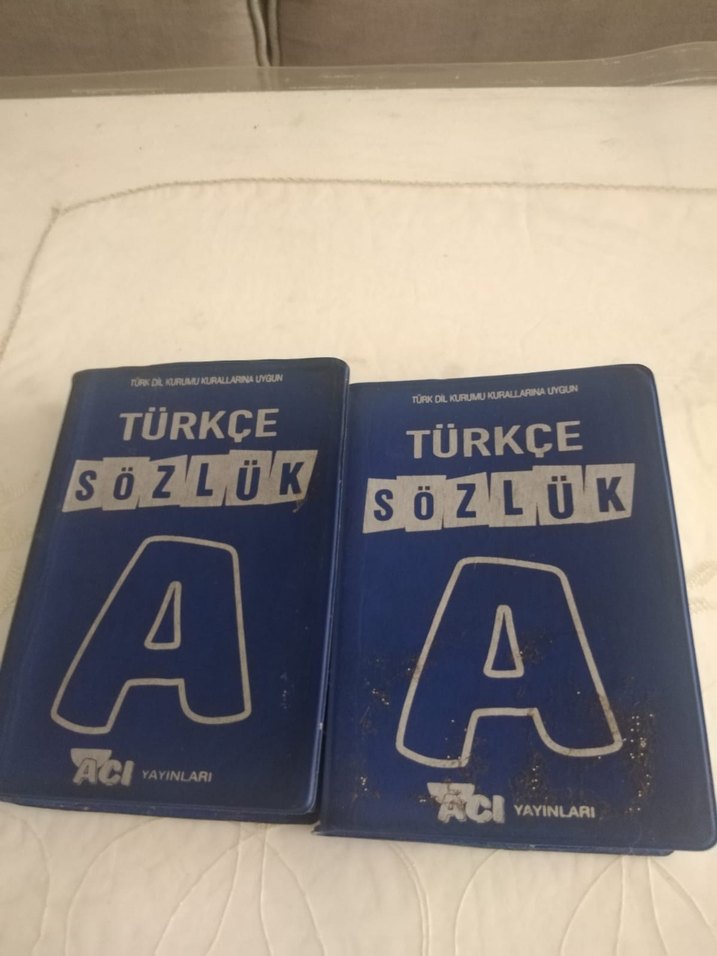 TÜRK DİL KURUMU KURALLARINA UYGUN
TÜRKÇE
SÖZLÜK
A
AÇI YAYINLARI
TÜRK DİL KURUMU KURALLARINA UYGUN
TÜRKÇE
SÖZLÜK
A
AÇI YAYINLARI